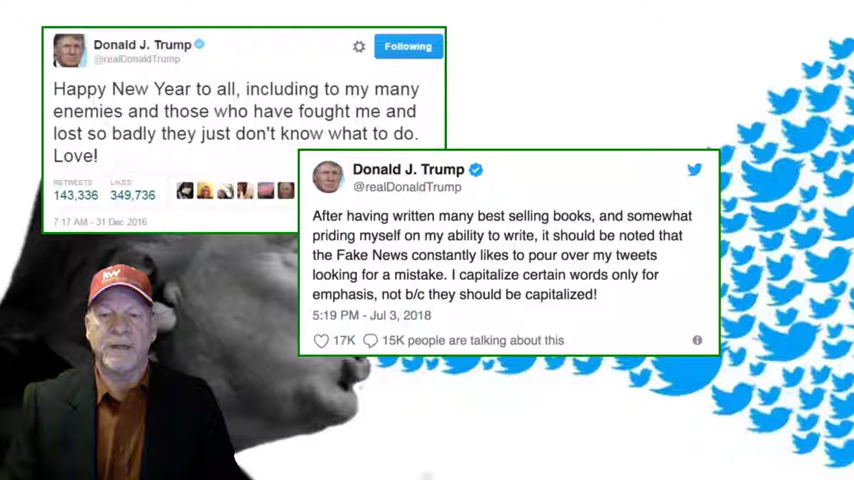 Donald J. Trump
@realDonaldTrump
Following
Happy New Year to all, including to my many
enemies and those who have fought me and
lost so badly they just don't know what to do.
Love!
RETWEETS LIKES
143,336 349,736
7:17 AM - 31 Dec 2016
Donald J. Trump
@realDonaldTrump
After having written many best selling books, and somewhat
priding myself on my ability to write, it should be noted that
the Fake News constantly likes to pour over my tweets
looking for a mistake. I capitalize certain words only for
emphasis, not b/c they should be capitalized!
5:19 PM - Jul 3, 2018
17K 15K people are talking about this
kw